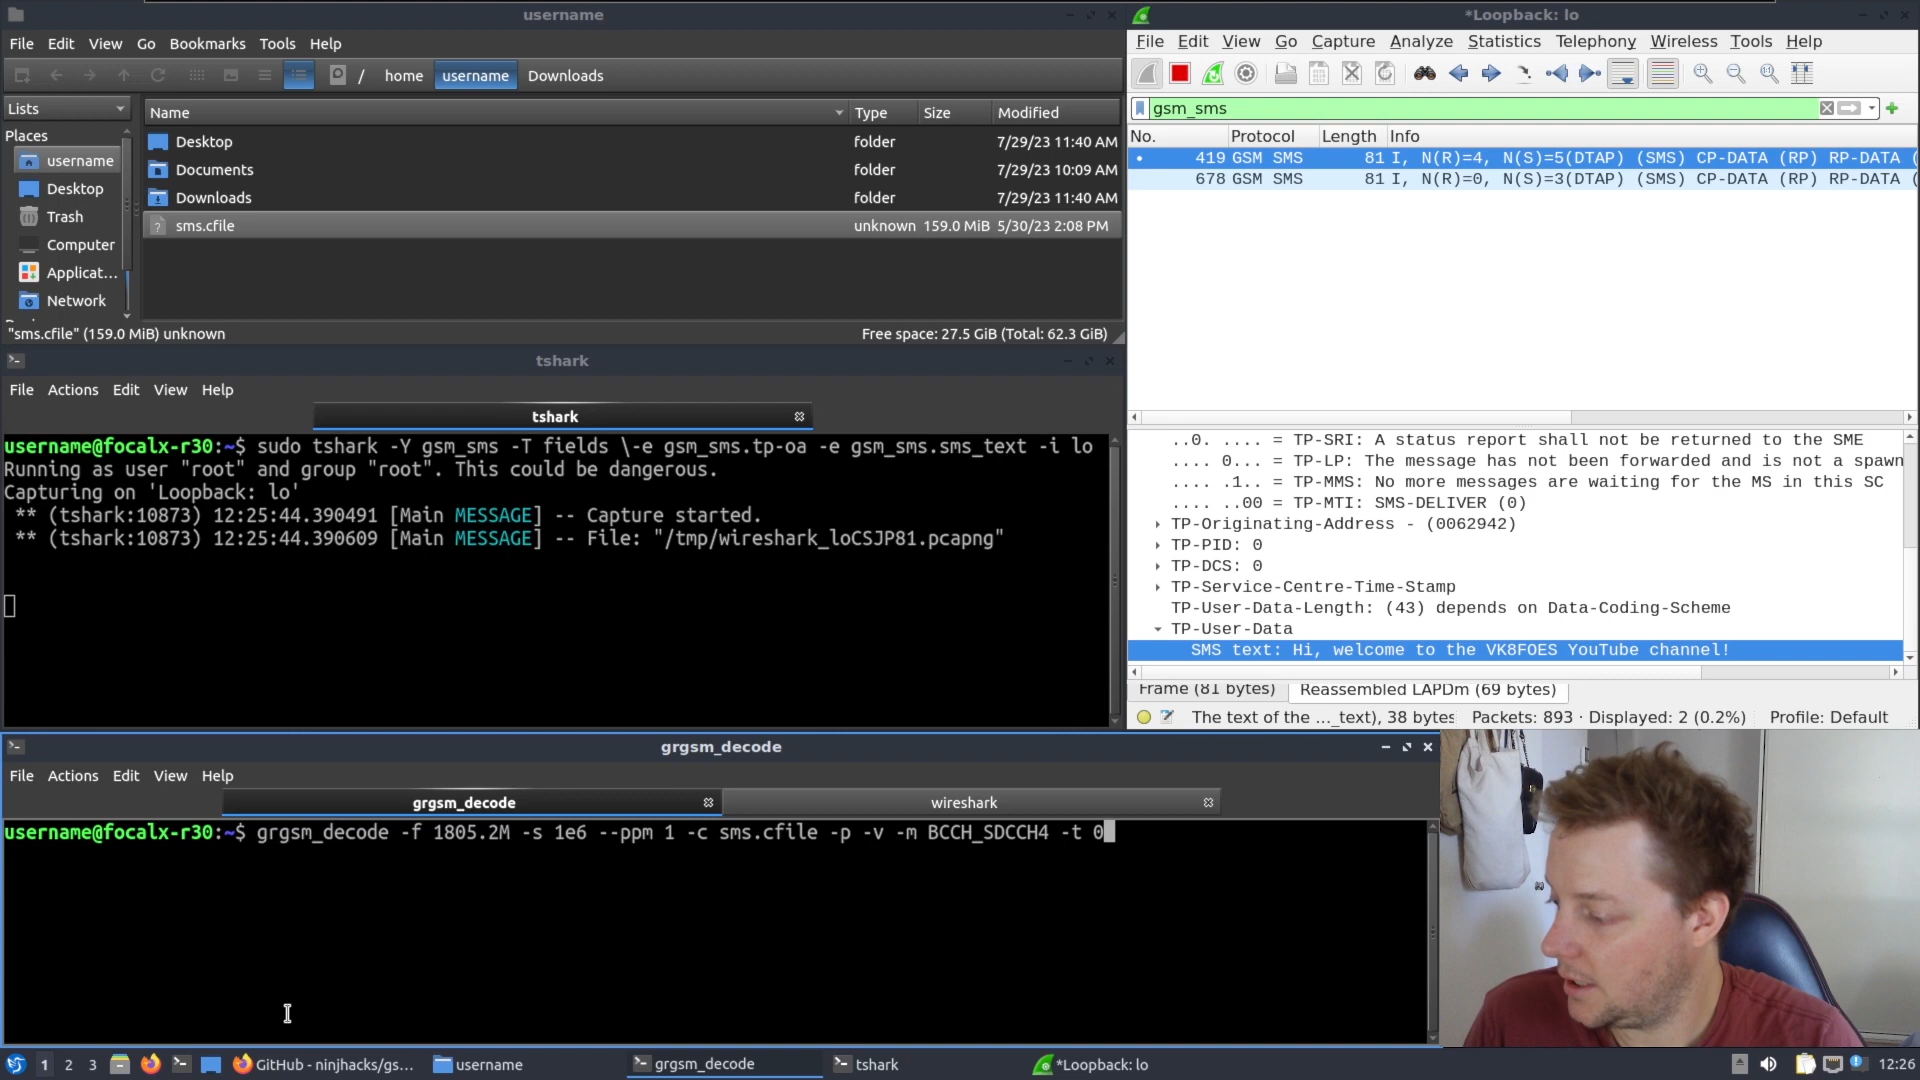 username
File Edit View Go Bookmarks Tools Help
/ home username Downloads
Lists
Name Type Size Modified
Places
username
Desktop
Trash
Computer
Applicat...
Network
Desktop folder 7/29/23 11:40 AM
Documents folder 7/29/23 10:09 AM
Downloads folder 7/29/23 11:40 AM
sms.cfile unknown 159.0 MiB 5/30/23 2:08 PM
"sms.cfile" (159.0 MiB) unknown Free space: 27.5 GiB (Total: 62.3 GiB)
tshark
File Actions Edit View Help
tshark
username@focalx-r30:~$ sudo tshark -Y gsm_sms -T fields \-e gsm_sms.tp-oa -e gsm_sms.sms_text -i lo
Running as user "root" and group "root". This could be dangerous.
Capturing on 'Loopback: lo'
** (tshark:10873) 12:25:44.390491 [Main MESSAGE] -- Capture started.
** (tshark:10873) 12:25:44.390609 [Main MESSAGE] -- File: "/tmp/wireshark_loCSJP81.pcapng"
*Loopback: lo
File Edit View Go Capture Analyze Statistics Telephony Wireless Tools Help
gsm_sms
No. Protocol Length Info
419 GSM SMS 81 I, N(R)=4, N(S)=5(DTAP) (SMS) CP-DATA (RP) RP-DATA (
678 GSM SMS 81 I, N(R)=0, N(S)=3(DTAP) (SMS) CP-DATA (RP) RP-DATA (
..0. .... = TP-SRI: A status report shall not be returned to the SME
.... 0... = TP-LP: The message has not been forwarded and is not a spawn
.... .1.. = TP-MMS: No more messages are waiting for the MS in this SC
.... ..00 = TP-MTI: SMS-DELIVER (0)
TP-Originating-Address - (0062942)
TP-PID: 0
TP-DCS: 0
TP-Service-Centre-Time-Stamp
TP-User-Data-Length: (43) depends on Data-Coding-Scheme
TP-User-Data
SMS text: Hi, welcome to the VK8FOES YouTube channel!
Frame (81 bytes) Reassembled LAPDm (69 bytes)
The text of the ..._text), 38 bytes Packets: 893 · Displayed: 2 (0.2%) Profile: Default
grgsm_decode
File Actions Edit View Help
grgsm_decode wireshark
username@focalx-r30:~$ grgsm_decode -f 1805.2M -s 1e6 --ppm 1 -c sms.cfile -p -v -m BCCH_SDCCH4 -t 0
1 2 3 GitHub - ninjhacks/gs... username grgsm_decode tshark *Loopback: lo 12:26